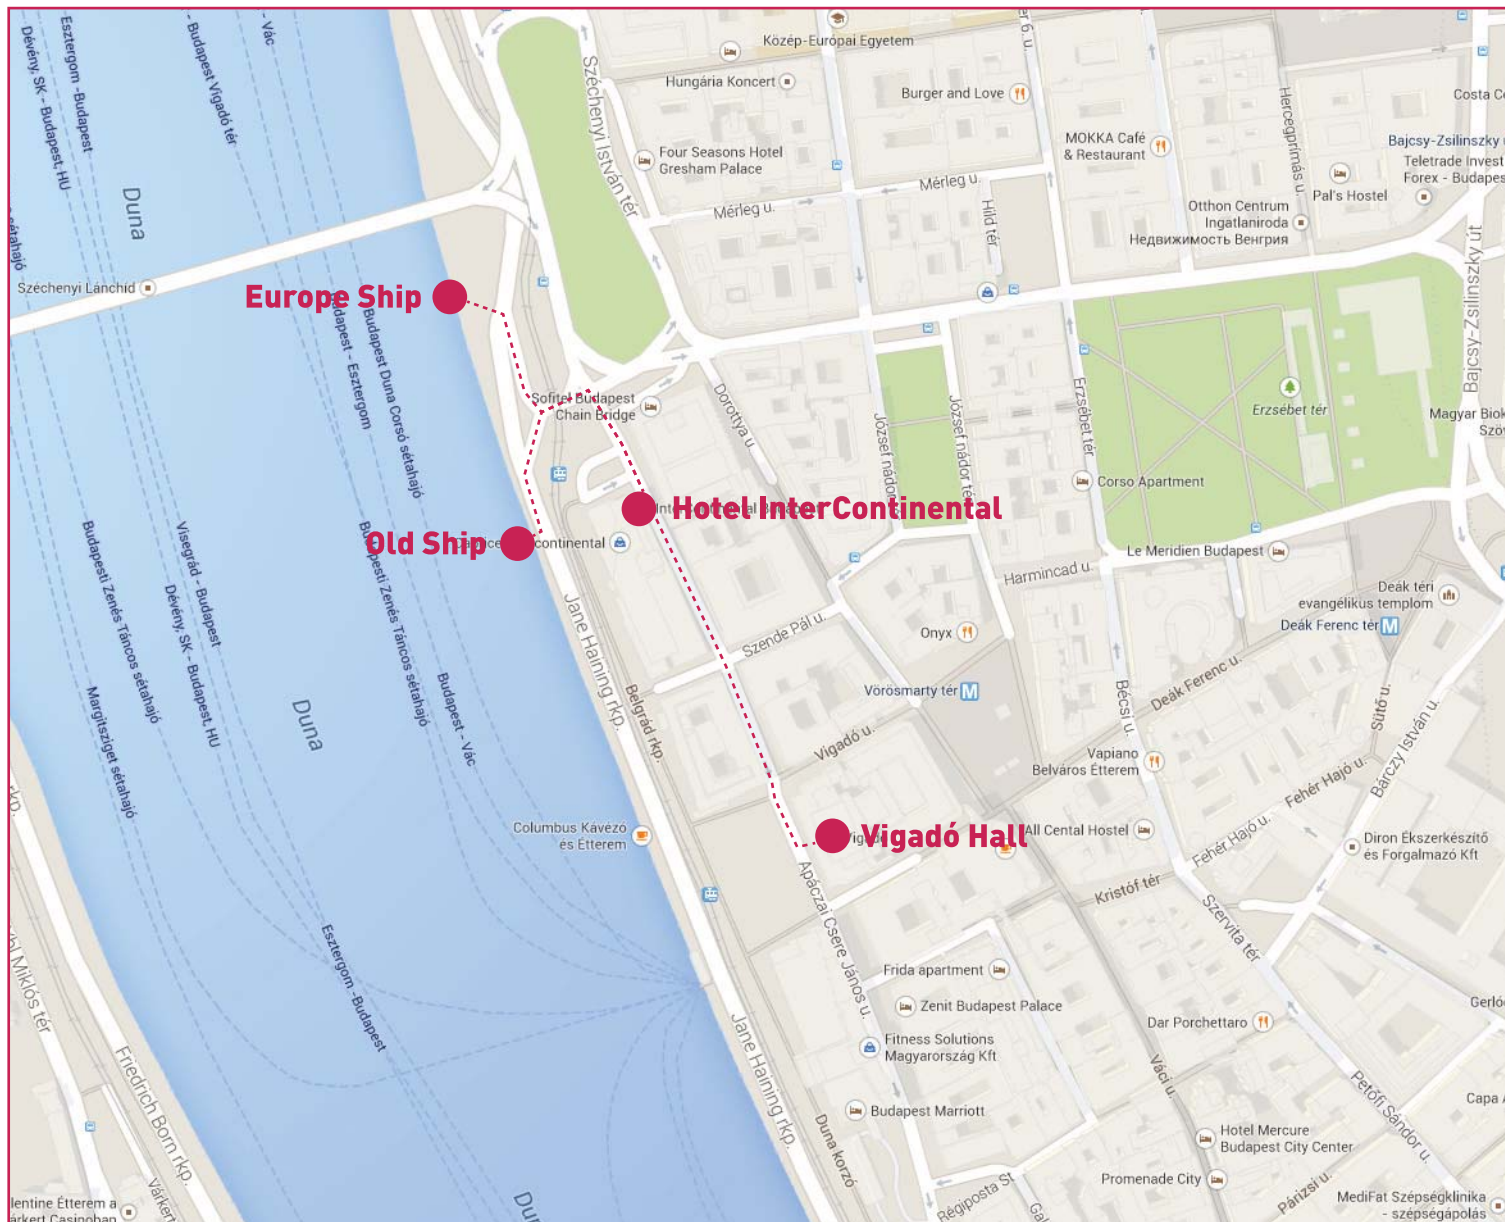 Dévény, SK - Budapest, HU
Esztergom -Budapest
- Budapest Vigadó tér
- Vác
Duna
sétahajó
Széchenyi Lánchíd
Europe Ship
Budapest - Esztergom
Budapest Duna Corsó sétahajó
Széchenyi István tér
Közép-Európai Egyetem
Hungária Koncert
Burger and Love
Four Seasons Hotel
Gresham Palace
Mérleg u.
Mérleg u.
Hild tér
MOKKA Café
& Restaurant
Hercegprímás u.
Costa
Bajcsy-Zsilinszky
Teletrade Invest
Forex - Budapes
Pal's Hostel
Otthon Centrum
Ingatlaniroda
Недвижимость Венгрия
Bajcsy-Zsilinszky út
Sofitel Budapest
Chain Bridge
Dorottya u.
József nádor
József nádor tér
Erzsébet tér
Erzsébet tér
Magyar Biok
Corso Apartment
Hotel InterContinental
Old Ship
continental
Le Meridien Budapest
Harmincad u.
Deák téri
evangélikus templom
Deák Ferenc tér M
Szende Pál u.
Onyx
Vörösmarty tér M
Deák Ferenc u.
Bécsi u.
Sütő u.
Bárczy István u.
Jane Haining rkp.
Belgrád rkp.
Budapesti Zenés Táncos sétahajó
Visegrád - Budapest
Dévény, SK - Budapest, HU
Budapesti Zenés Táncos sétahajó
Budapest - Vác
Margitsziget sétahajó
Duna
Vigadó u.
Vapiano
Belváros Étterem
Fehér Hajó u.
Fehér Hajó u.
Columbus Kávézó
és Étterem
Vigadó Hall
All Cental Hostel
Diron Ékszerkészítő
és Forgalmazó Kft
Kristóf tér
Szervita tér
Apáczai Csere János u.
Esztergom -Budapest
Frida apartment
Zenit Budapest Palace
Fitness Solutions
Magyarország Kft
Dar Porchettaro
Gerló
Miklós tér
Friedrich Born rkp.
Jane Haining rkp.
Váci u.
Petőfi Sándor u.
Capa
Budapest Marriott
Duna korzó
Hotel Mercure
Budapest City Center
Promenade City
Régiposta St
Párizsi u.
MediFat Szépségklinika
- szépségápolás
lentine Étterem a
árkert Casinoban
Várkert